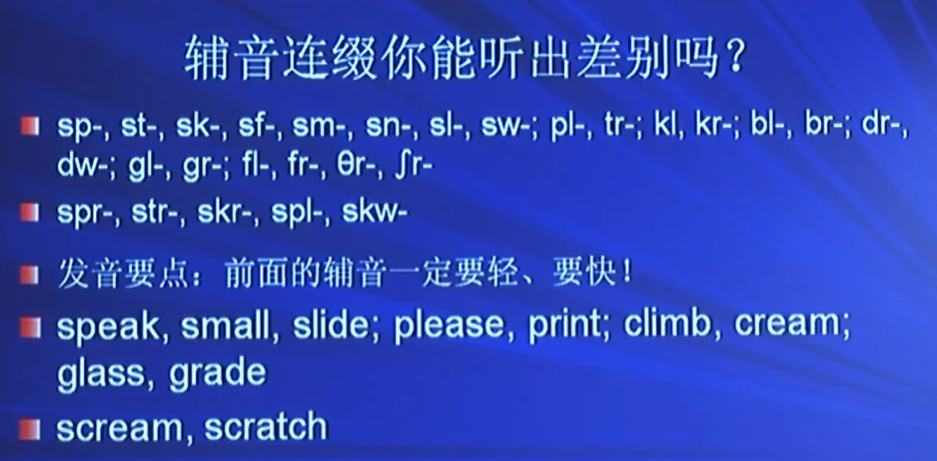 辅音连缀你能听出差别吗？
sp-, st-, sk-, sf-, sm-, sn-, sl-, sw-; pl-, tr-; kl, kr-; bl-, br-; dr-,
dw-; gl-, gr-; fl-, fr-, θr-, ʃr-
spr-, str-, skr-, spl-, skw-
发音要点：前面的辅音一定要轻、要快！
speak, small, slide; please, print; climb, cream;
glass, grade
scream, scratch